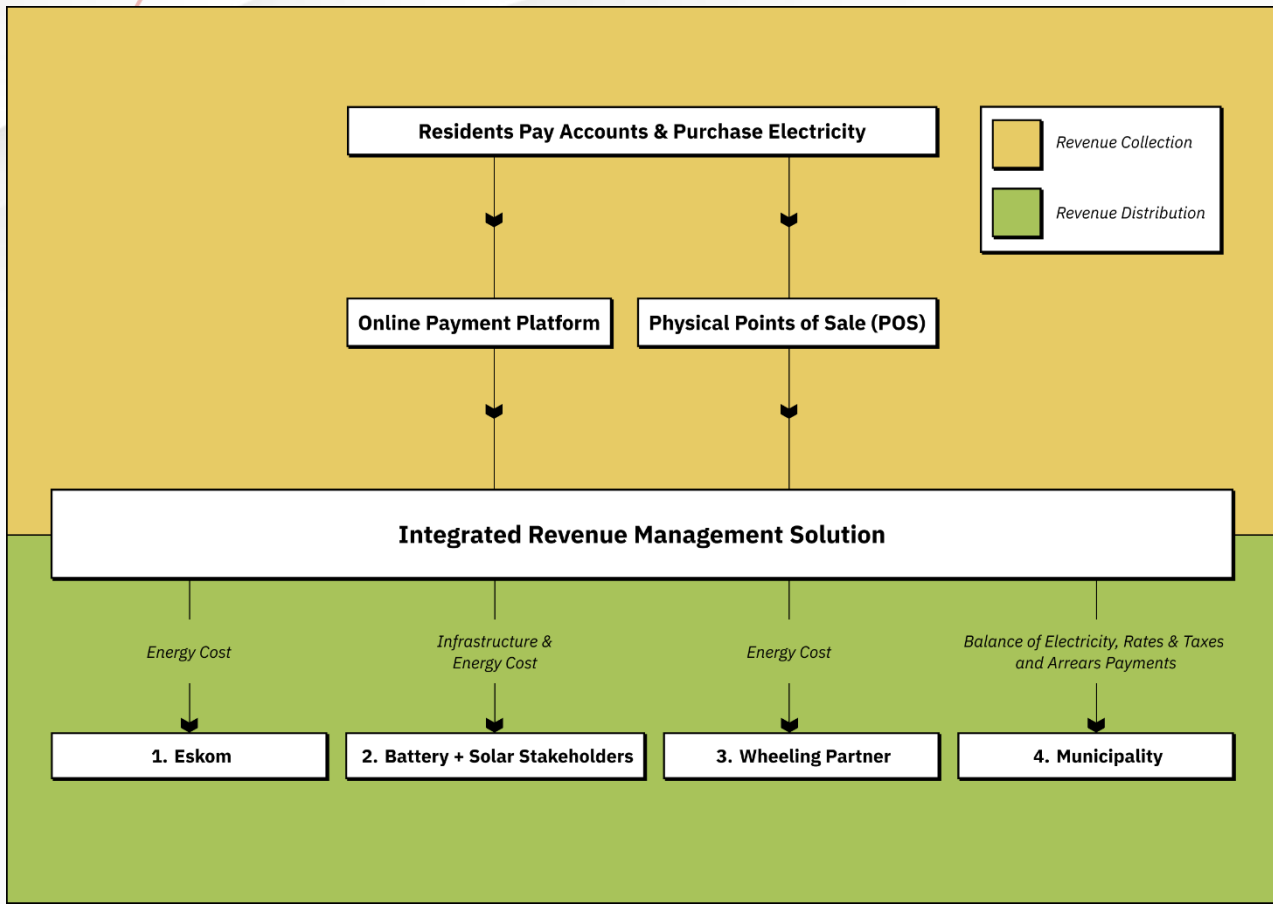 Residents Pay Accounts & Purchase Electricity
Revenue Collection
Revenue Distribution
Online Payment Platform
Physical Points of Sale (POS)
Integrated Revenue Management Solution
Energy Cost
Infrastructure &
Energy Cost
Energy Cost
Balance of Electricity, Rates & Taxes
and Arrears Payments
1. Eskom
2. Battery + Solar Stakeholders
3. Wheeling Partner
4. Municipality